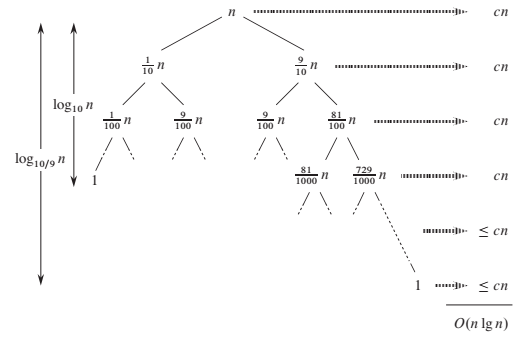 n cn
1/10 n 9/10 n cn
log₁₀ n
1/100 n 9/100 n 9/100 n 81/100 n cn
log₁₀/₉ n
1 81/1000 n 729/1000 n cn
≤ cn
1 ≤ cn
O(n lg n)